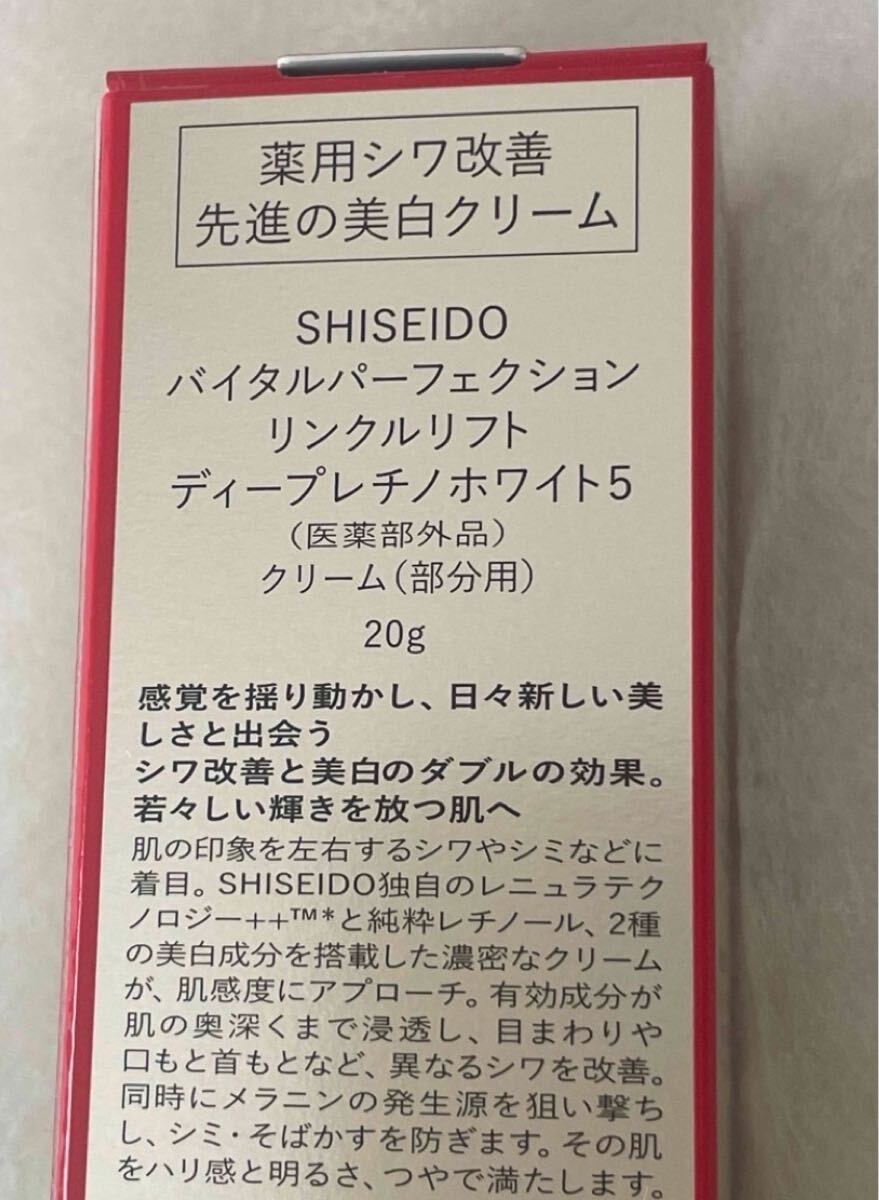 薬用シワ改善
先進の美白クリーム
SHISEIDO
バイタルパーフェクション
リンクルリフト
ディープレチノホワイト5
（医薬部外品）
クリーム（部分用）
20g
感覚を揺り動かし、日々新しい美
しさと出会う
シワ改善と美白のダブルの効果。
若々しい輝きを放つ肌へ
肌の印象を左右するシワやシミなどに
着目。SHISEIDO独自のレニュラテク
ノロジー++™*と純粋レチノール、2種
の美白成分を搭載した濃密なクリーム
が、肌感度にアプローチ。有効成分が
肌の奥深くまで浸透し、目まわりや
口もと首もとなど、異なるシワを改善。
同時にメラニンの発生源を狙い撃ち
し、シミ・そばかすを防ぎます。その肌
をハリ感と明るさ、つやで満たします。